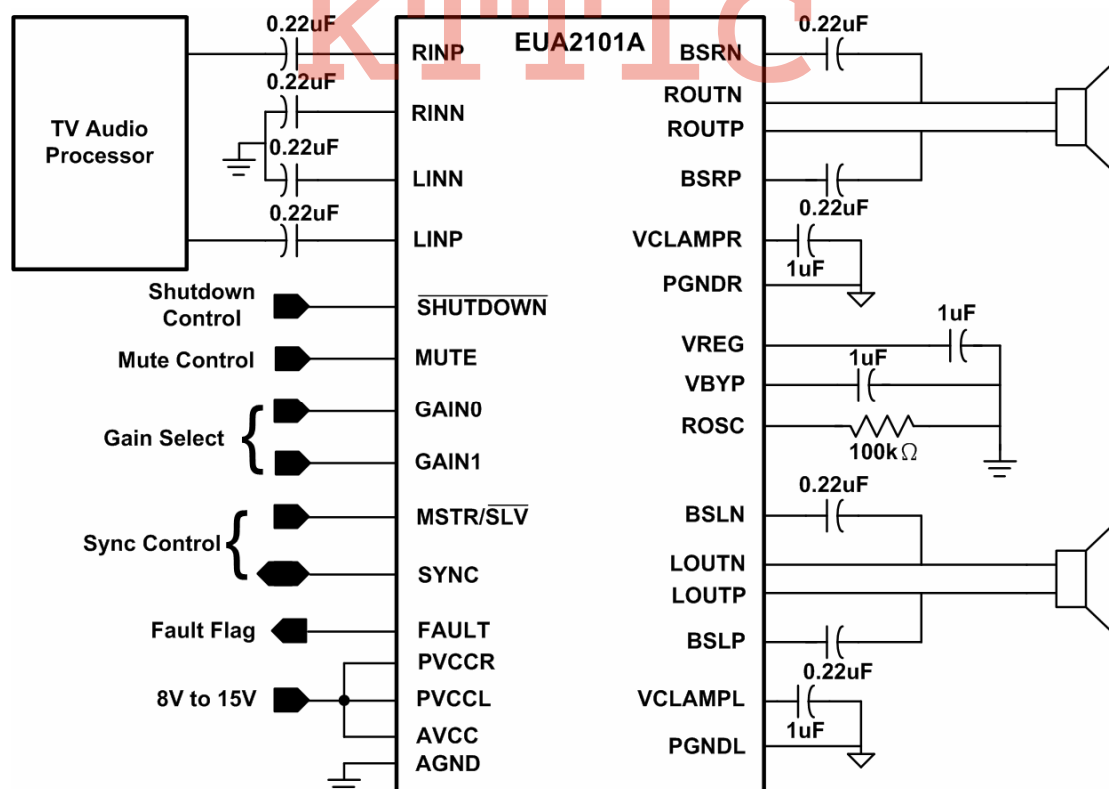 KITIC
EUA2101A
TV Audio
Processor
0.22uF
0.22uF
0.22uF
0.22uF
RINP
RINN
LINN
LINP
Shutdown
Control
SHUTDOWN
Mute Control
MUTE
Gain Select
GAIN0
GAIN1
Sync Control
MSTR/SLV
SYNC
Fault Flag
FAULT
8V to 15V
PVCCR
PVCCL
AVCC
AGND
BSRN
0.22uF
ROUTN
ROUTP
BSRP
0.22uF
VCLAMPR
1uF
PGNDR
VREG
1uF
VBYP
1uF
ROSC
100kΩ
BSLN
0.22uF
LOUTN
LOUTP
BSLP
0.22uF
VCLAMPL
1uF
PGNDL